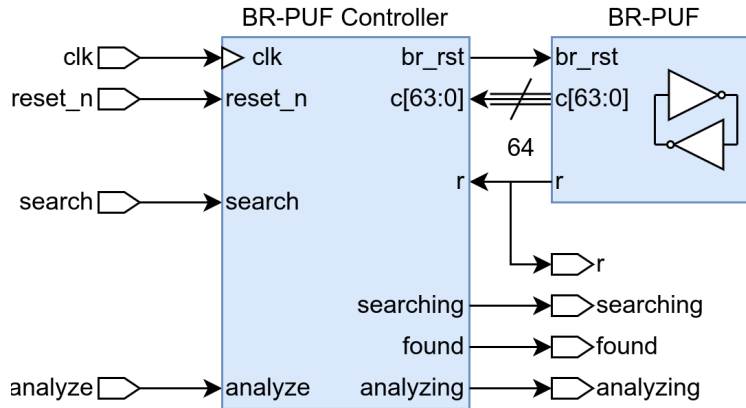 BR-PUF Controller
BR-PUF
clk
clk
br_rst
br_rst
reset_n
reset_n
c[63:0]
c[63:0]
64
search
search
r
r
r
searching
searching
found
found
analyze
analyze
analyzing
analyzing